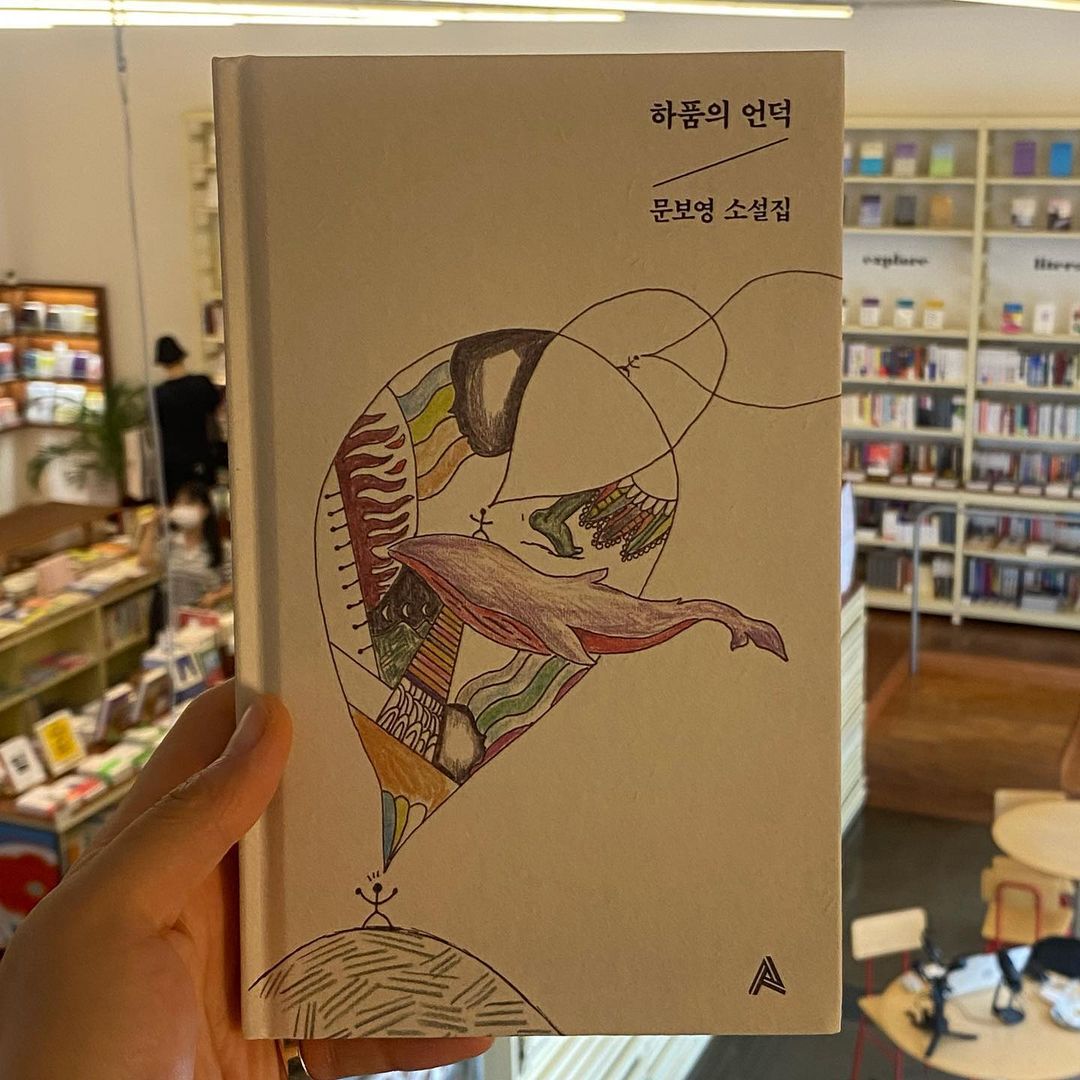 하품의 언덕
문보영 소설집
explore